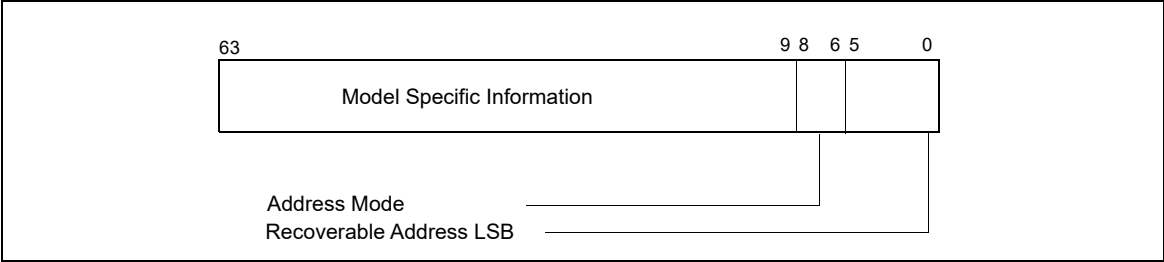 63 9 8 6 5 0
Model Specific Information
Address Mode
Recoverable Address LSB